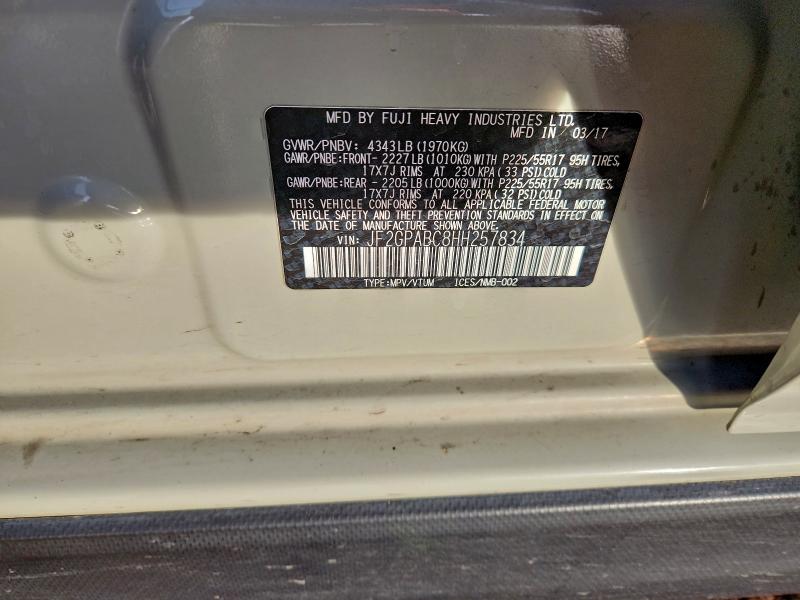 MFD BY FUJI HEAVY INDUSTRIES LTD.
MFD IN 03/17
GVWR/PNBV: 4343LB (1970KG)
GAWR/PNBE:FRONT- 2227LB (1010KG) WITH P225/55R17 95H TIRES,
17X7J RIMS AT 230 KPA (33 PSI) COLD
GAWR/PNBE:REAR - 2205LB (1000KG) WITH P225/55R17 95H TIRES,
17X7J RIMS AT 220 KPA (32 PSI) COLD
THIS VEHICLE CONFORMS TO ALL APPLICABLE FEDERAL MOTOR
VEHICLE SAFETY AND THEFT PREVENTION STANDARDS IN EFFECT ON
THE DATE OF MANUFACTURE SHOWN ABOVE.
VIN: JF2GPABC8HH257834
TYPE:MPV/VTUM ICES/NMB-002